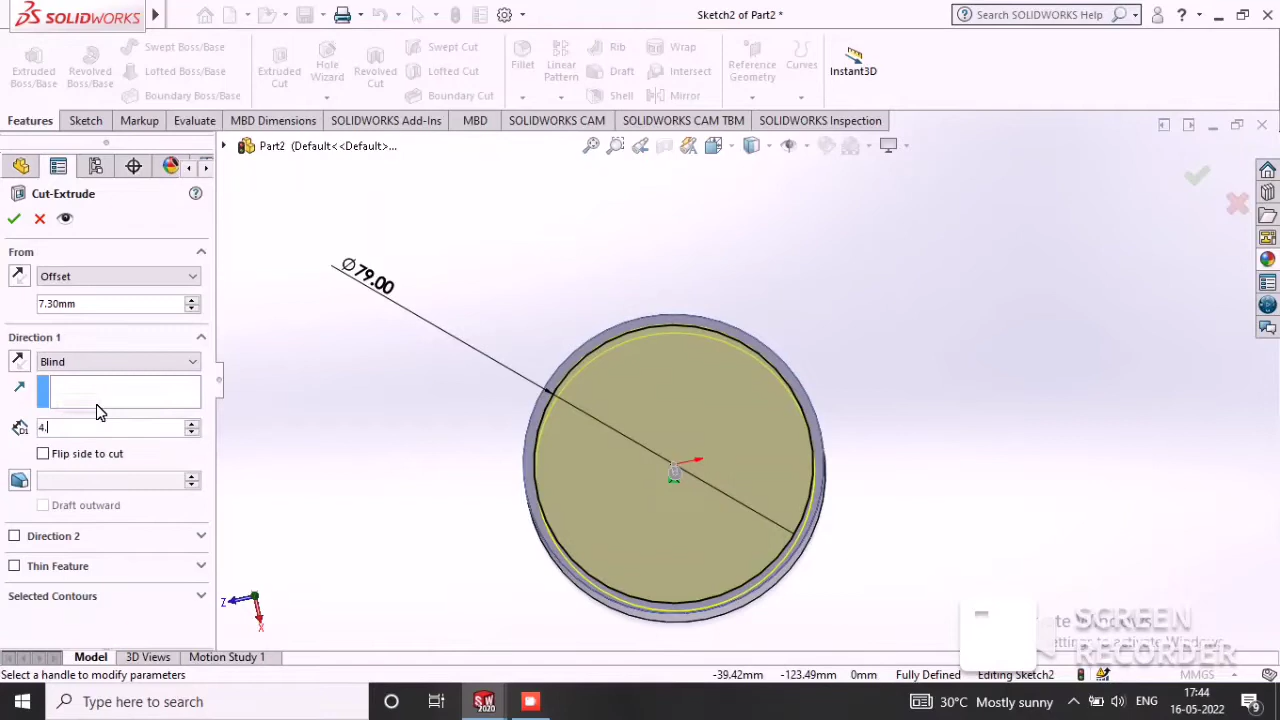 SOLIDWORKS
Sketch2 of Part2 *
Search SOLIDWORKS Help
Extruded Boss/Base
Revolved Boss/Base
Swept Boss/Base
Lofted Boss/Base
Boundary Boss/Base
Extruded Cut
Hole Wizard
Revolved Cut
Swept Cut
Lofted Cut
Boundary Cut
Fillet
Linear Pattern
Rib
Draft
Shell
Wrap
Intersect
Mirror
Reference Geometry
Curves
Instant3D
Features Sketch Markup Evaluate MBD Dimensions SOLIDWORKS Add-Ins MBD SOLIDWORKS CAM SOLIDWORKS CAM TBM SOLIDWORKS Inspection
Part2 (Default<<Default>...
Cut-Extrude
From
Offset
7.30mm
Direction 1
Blind
D1
4.
Flip side to cut
Draft outward
Direction 2
Thin Feature
Selected Contours
Ø79.00
Z
X
SCREEN
RECORDER
Model 3D Views Motion Study 1
Select a handle to modify parameters
-39.42mm -123.49mm 0mm Fully Defined Editing Sketch2 MMGS
Type here to search
SW 2020
30°C Mostly sunny
ENG
17:44
16-05-2022
9